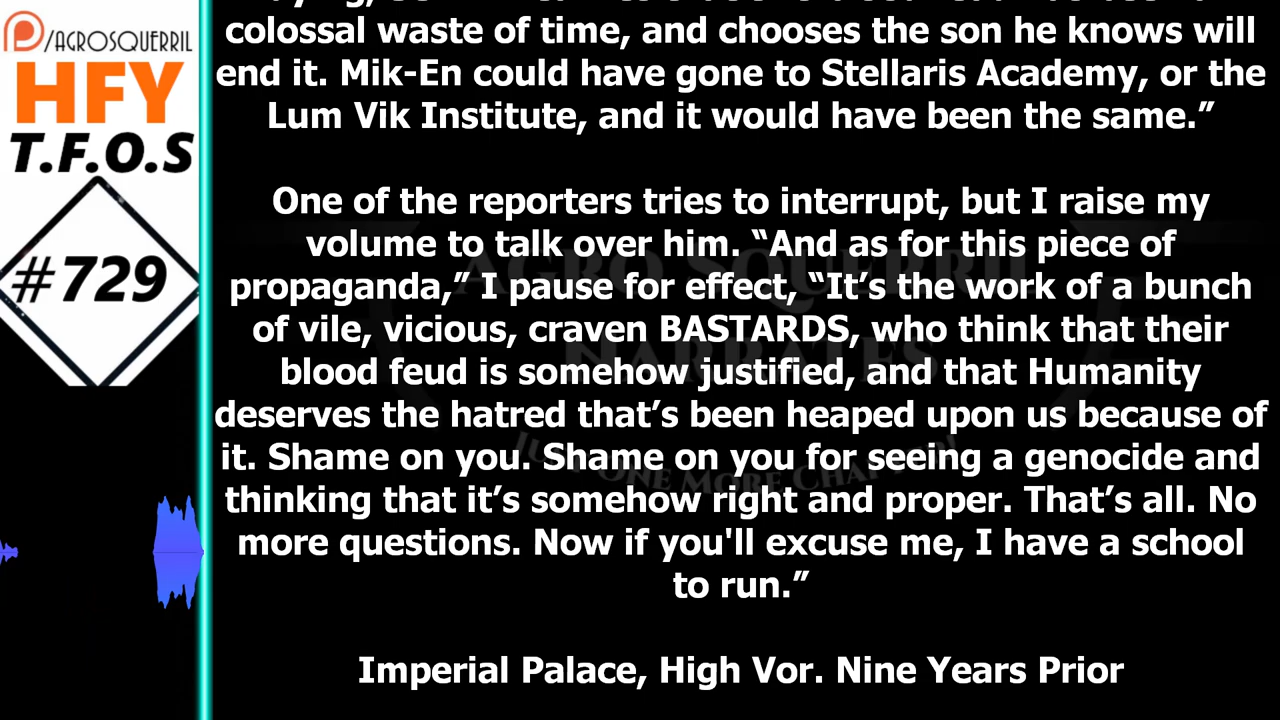 /AGROSQUERRIL
HFY
T.F.O.S
#729
colossal waste of time, and chooses the son he knows will
end it. Mik-En could have gone to Stellaris Academy, or the
Lum Vik Institute, and it would have been the same.”
One of the reporters tries to interrupt, but I raise my
volume to talk over him. “And as for this piece of
propaganda,” I pause for effect, “It’s the work of a bunch
of vile, vicious, craven BASTARDS, who think that their
blood feud is somehow justified, and that Humanity
deserves the hatred that’s been heaped upon us because of
it. Shame on you. Shame on you for seeing a genocide and
thinking that it’s somehow right and proper. That’s all. No
more questions. Now if you'll excuse me, I have a school
to run.”
Imperial Palace, High Vor. Nine Years Prior
AGRO SQUERRIL
NARRATES
JUST ONE MORE CHAPTER